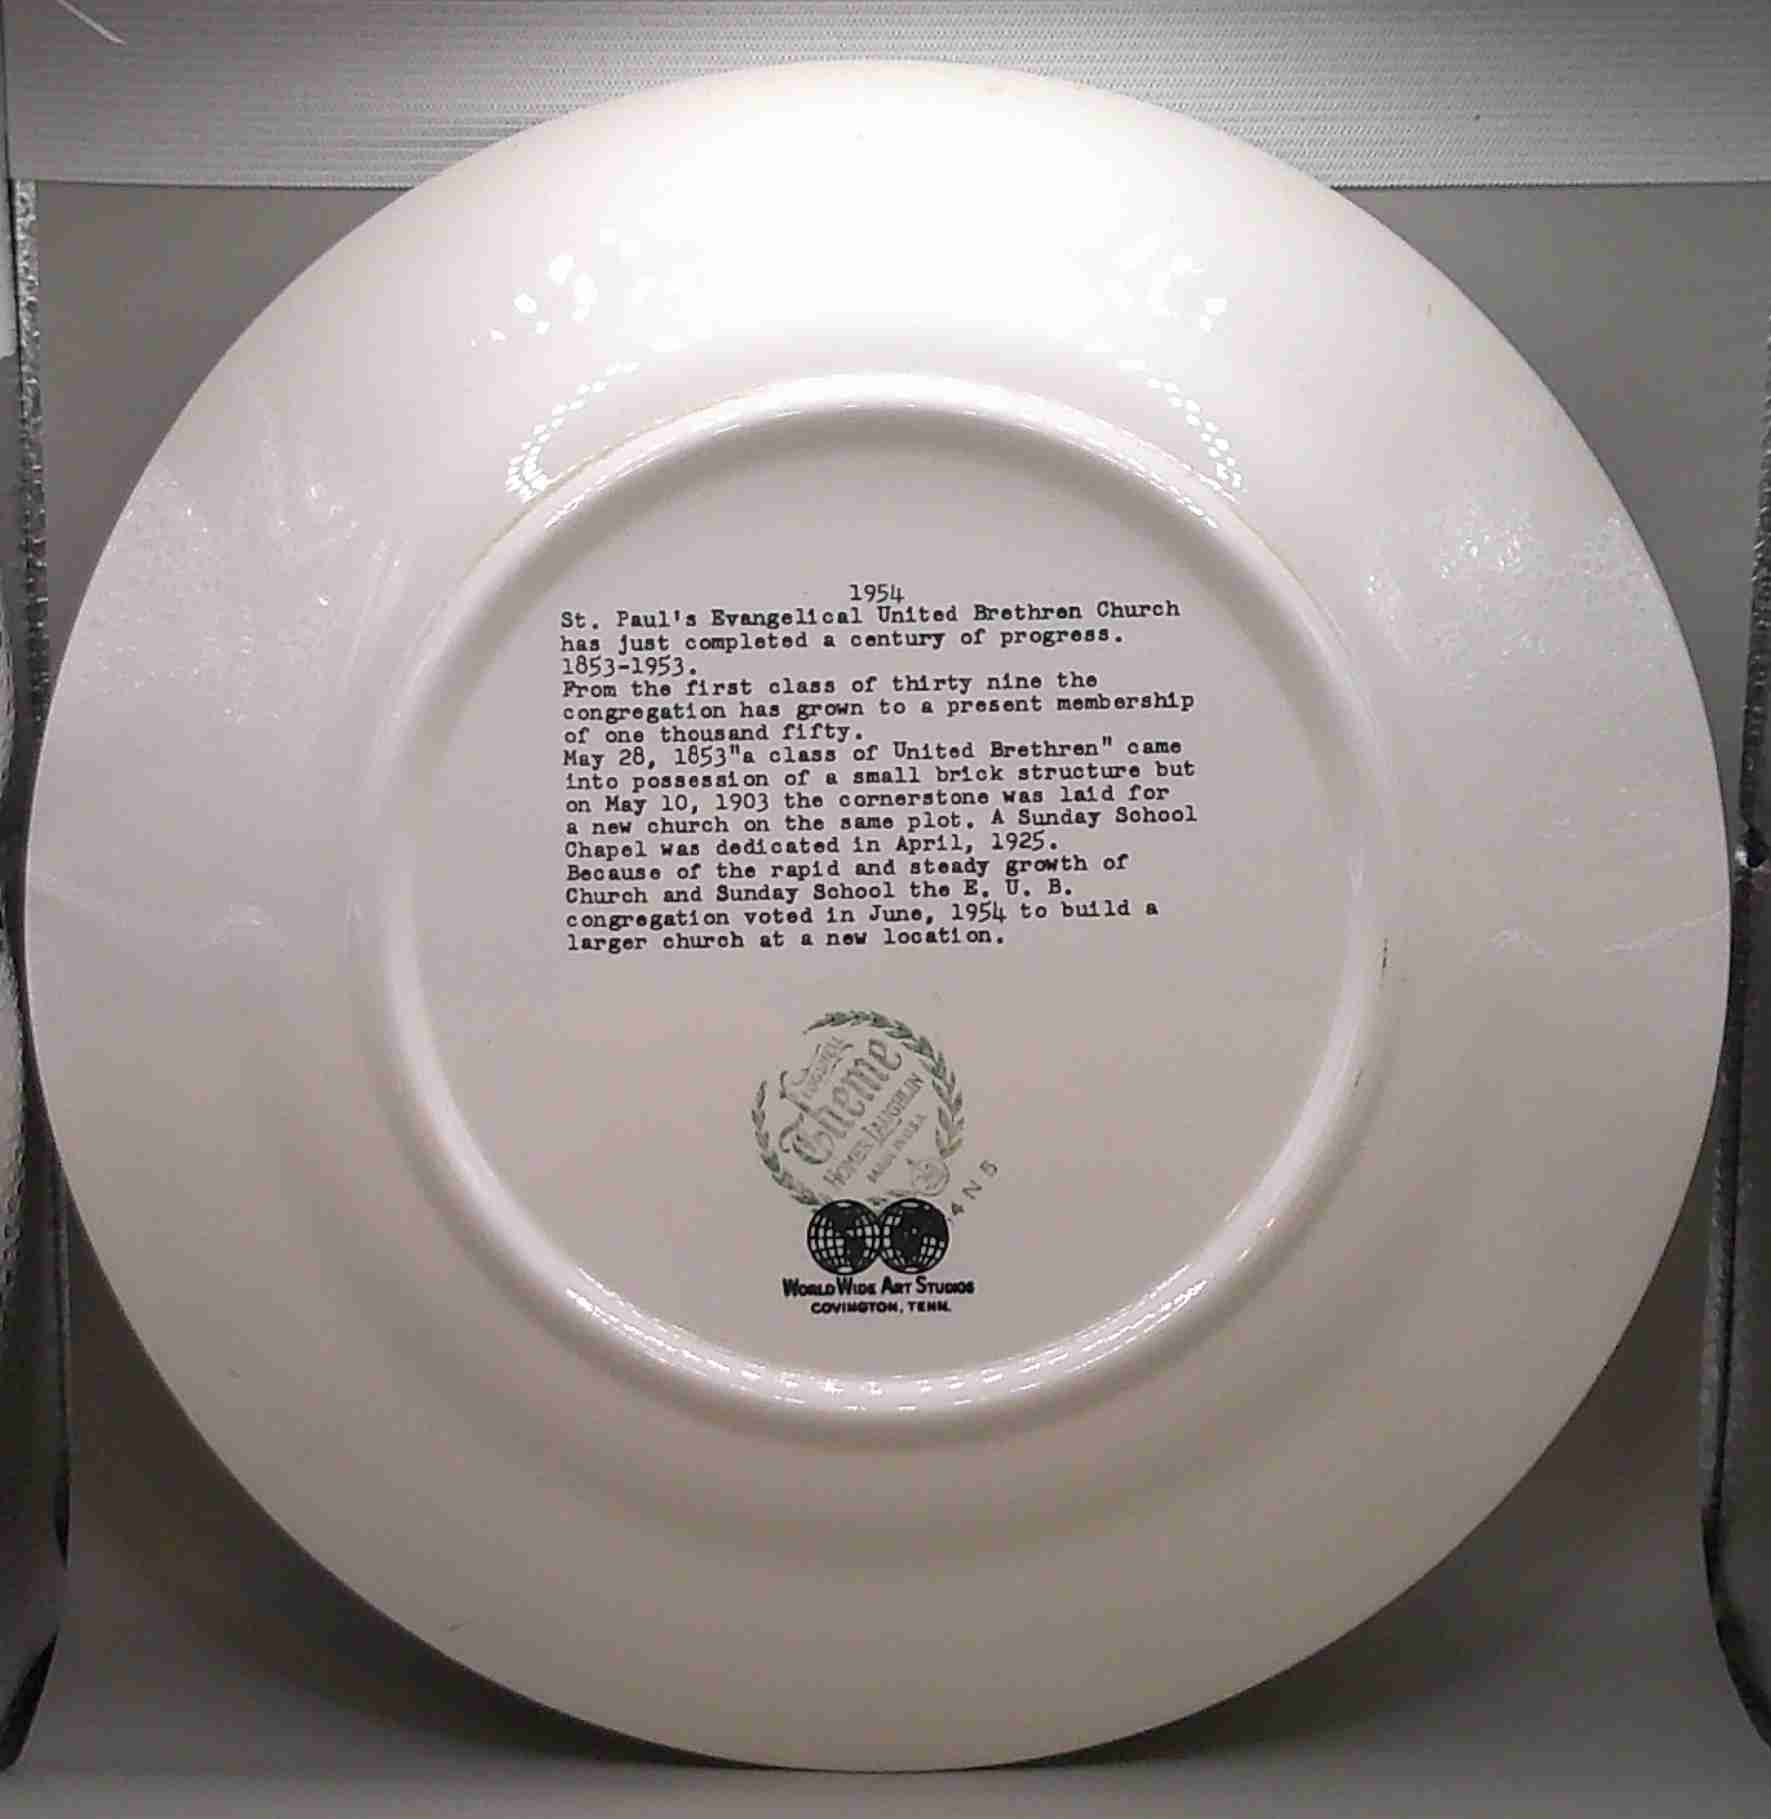 1954
St. Paul's Evangelical United Brethren Church
has just completed a century of progress.
1853-1953.
From the first class of thirty nine the
congregation has grown to a present membership
of one thousand fifty.
May 28, 1853"a class of United Brethren" came
into possession of a small brick structure but
on May 10, 1903 the cornerstone was laid for
a new church on the same plot. A Sunday School
Chapel was dedicated in April, 1925.
Because of the rapid and steady growth of
Church and Sunday School the E. U. B.
congregation voted in June, 1954 to build a
larger church at a new location.
Theme
HOMER LAUGHLIN
MADE IN U.S.A.
4 N 5
WORLD WIDE ART STUDIOS
COVINGTON, TENN.